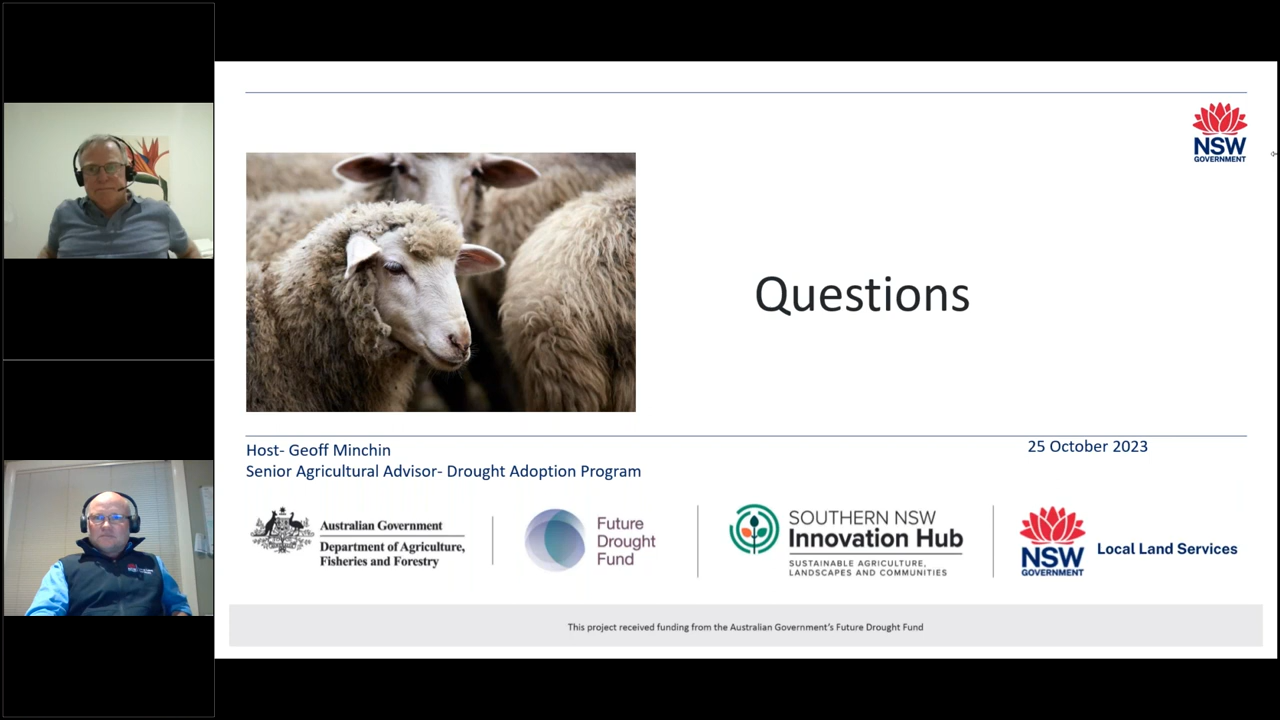 NSW
GOVERNMENT
Questions
Host- Geoff Minchin
Senior Agricultural Advisor- Drought Adoption Program
25 October 2023
Australian Government
Department of Agriculture,
Fisheries and Forestry
Future
Drought
Fund
SOUTHERN NSW
Innovation Hub
SUSTAINABLE AGRICULTURE,
LANDSCAPES AND COMMUNITIES
NSW
GOVERNMENT
Local Land Services
This project received funding from the Australian Government's Future Drought Fund